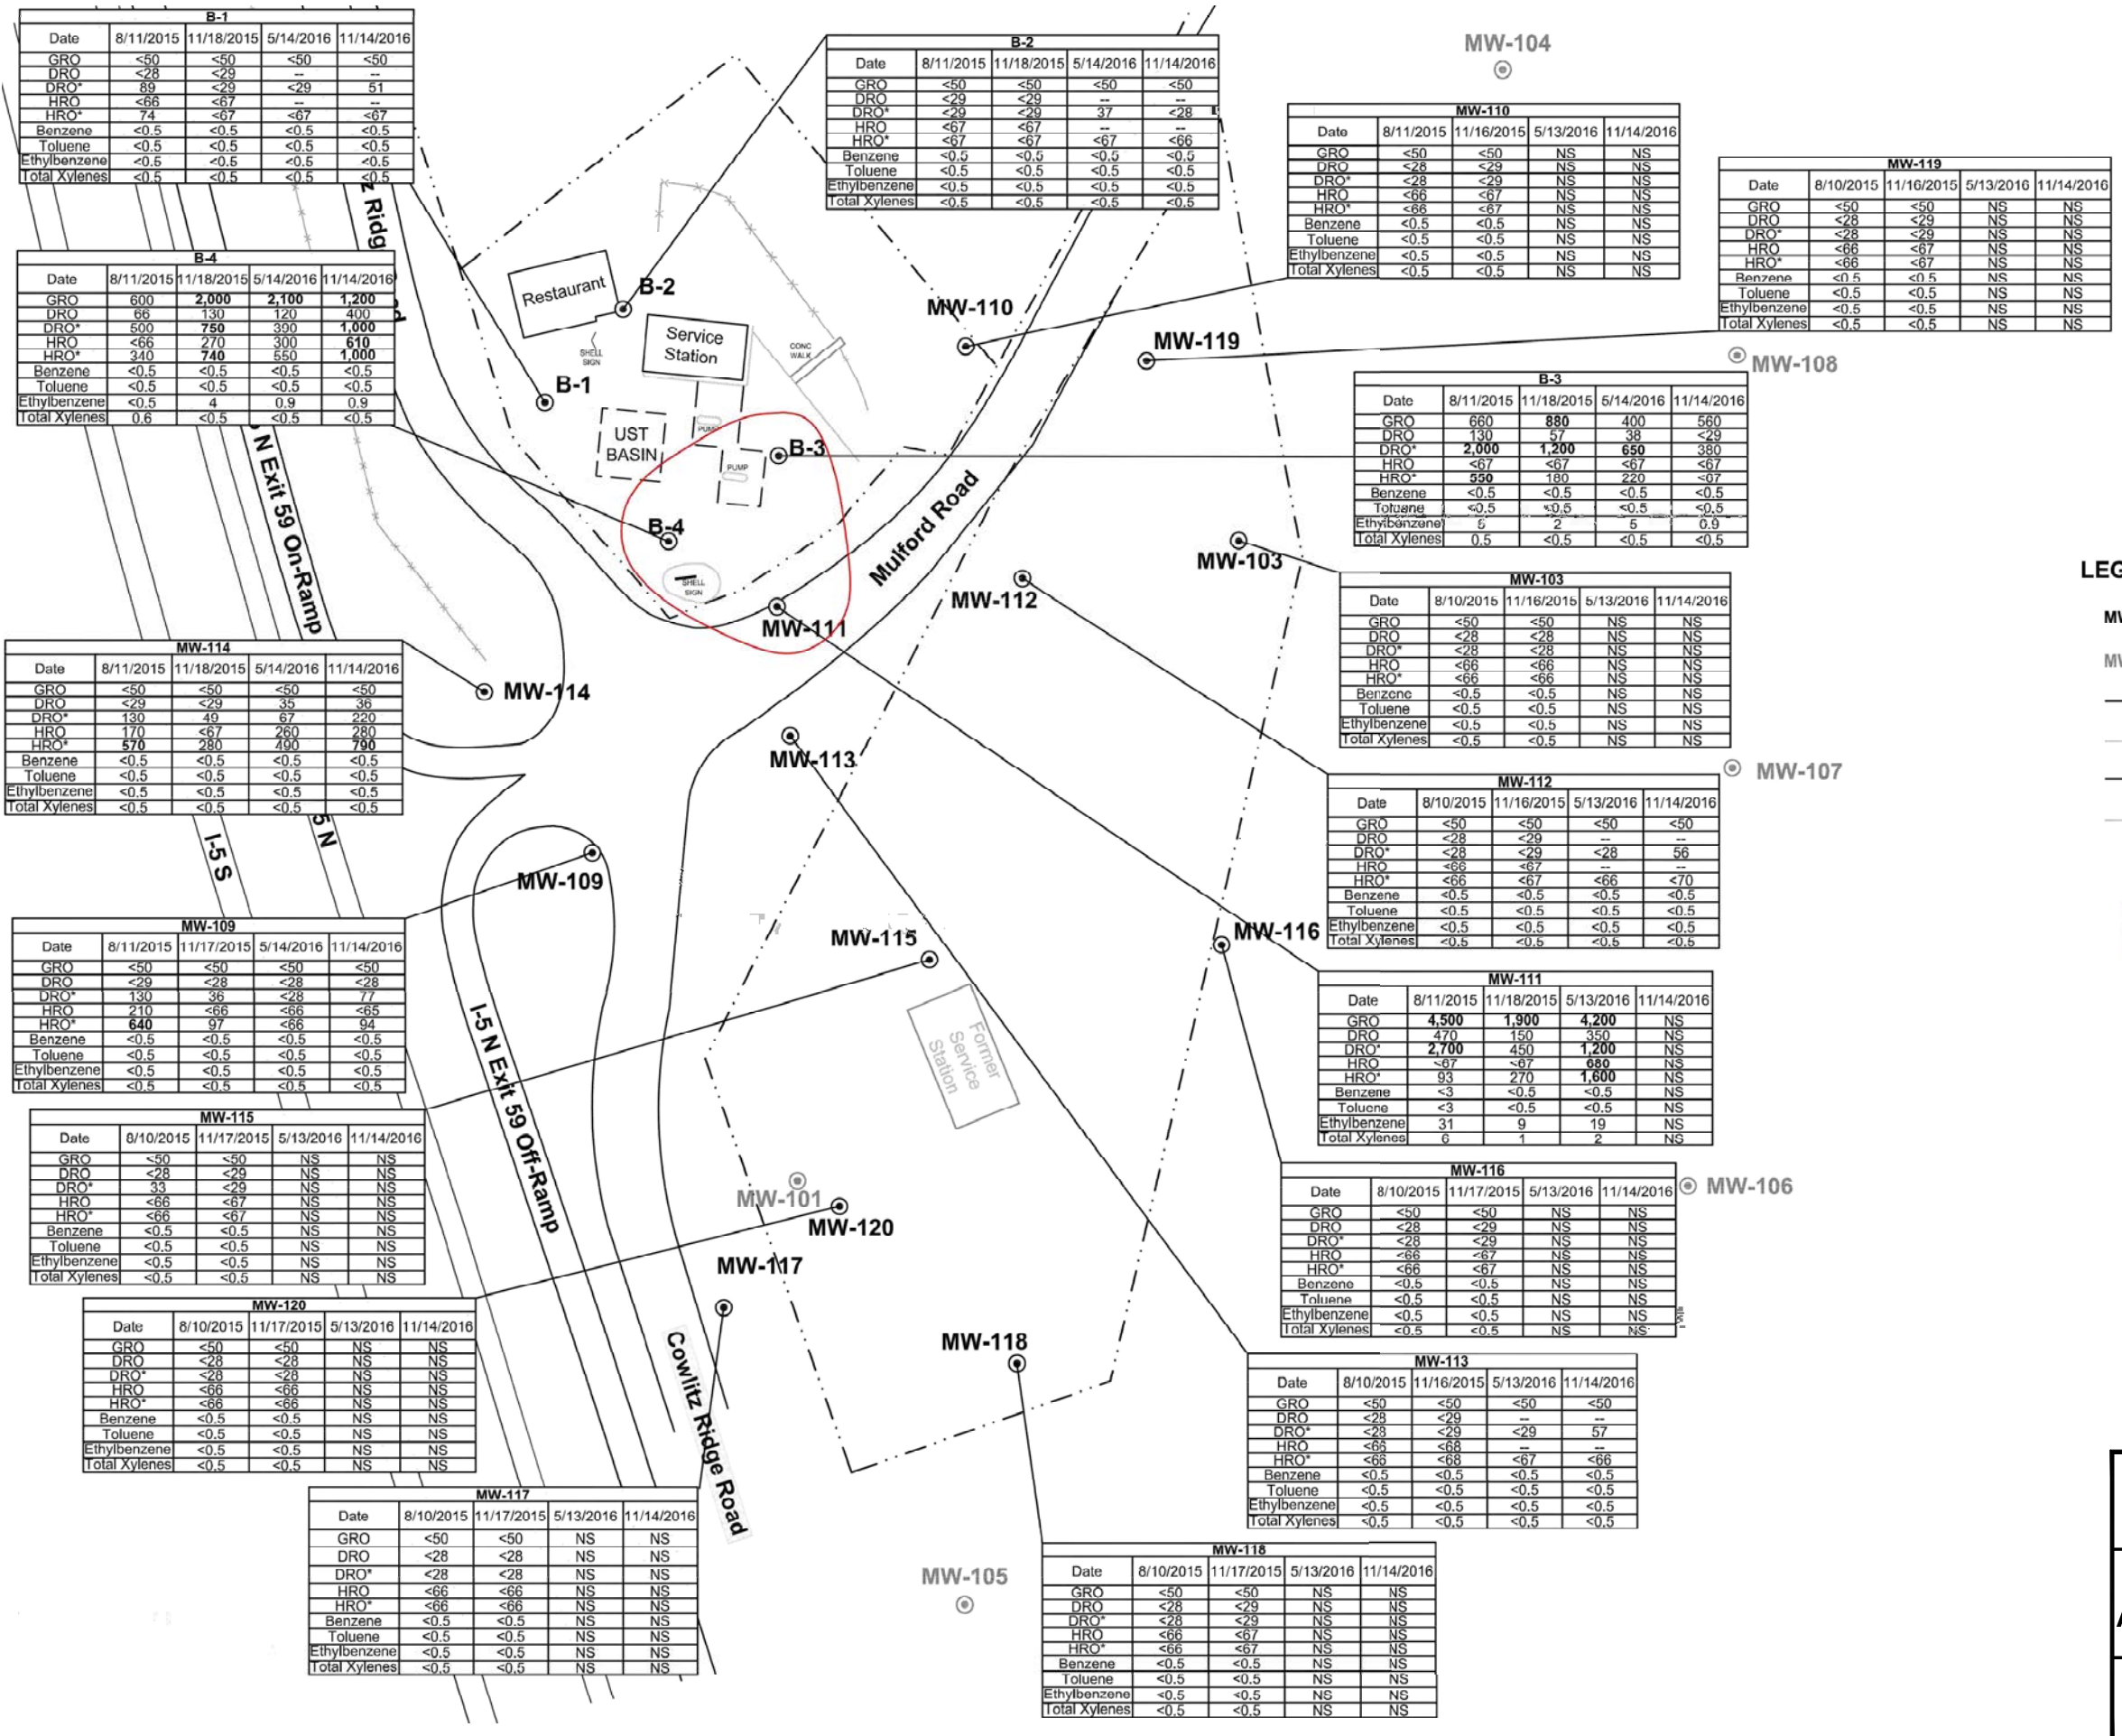 B-1
Date 8/11/2015 11/18/2015 5/14/2016 11/14/2016
GRO <50 <50 <50 <50
DRO <28 <29 -- --
DRO* 89 <29 <29 51
HRO <66 <67 -- --
HRO* 74 <67 <67 <67
Benzene <0.5 <0.5 <0.5 <0.5
Toluene <0.5 <0.5 <0.5 <0.5
Ethylbenzene <0.5 <0.5 <0.5 <0.5
Total Xylenes <0.5 <0.5 <0.5 <0.5
B-2
Date 8/11/2015 11/18/2015 5/14/2016 11/14/2016
GRO <50 <50 <50 <50
DRO <29 <29 -- --
DRO* <29 <29 37 <28
HRO <67 <67 -- --
HRO* <67 <67 <67 <66
Benzene <0.5 <0.5 <0.5 <0.5
Toluene <0.5 <0.5 <0.5 <0.5
Ethylbenzene <0.5 <0.5 <0.5 <0.5
Total Xylenes <0.5 <0.5 <0.5 <0.5
MW-104
MW-110
Date 8/11/2015 11/16/2015 5/13/2016 11/14/2016
GRO <50 <50 NS NS
DRO <28 <29 NS NS
DRO* <28 <29 NS NS
HRO <66 <67 NS NS
HRO* <66 <67 NS NS
Benzene <0.5 <0.5 NS NS
Toluene <0.5 <0.5 NS NS
Ethylbenzene <0.5 <0.5 NS NS
Total Xylenes <0.5 <0.5 NS NS
MW-119
Date 8/10/2015 11/16/2015 5/13/2016 11/14/2016
GRO <50 <50 NS NS
DRO <28 <29 NS NS
DRO* <28 <29 NS NS
HRO <66 <67 NS NS
HRO* <66 <67 NS NS
Benzene <0.5 <0.5 NS NS
Toluene <0.5 <0.5 NS NS
Ethylbenzene <0.5 <0.5 NS NS
Total Xylenes <0.5 <0.5 NS NS
z Ridg
d
B-4
Date 8/11/2015 11/18/2015 5/14/2016 11/14/2016
GRO 600 2,000 2,100 1,200
DRO 66 130 120 400
DRO* 500 750 390 1,000
HRO <66 270 300 610
HRO* 340 740 550 1,000
Benzene <0.5 <0.5 <0.5 <0.5
Toluene <0.5 <0.5 <0.5 <0.5
Ethylbenzene <0.5 4 0.9 0.9
Total Xylenes 0.6 <0.5 <0.5 <0.5
Restaurant
B-2
Service
Station
SHELL
SIGN
CONC
WALK
MW-110
MW-119
MW-108
B-1
PUMP
UST
BASIN
B-3
PUMP
B-4
SHELL
SIGN
N Exit 59 On-Ramp
Mulford Road
B-3
Date 8/11/2015 11/18/2015 5/14/2016 11/14/2016
GRO 660 880 400 560
DRO 130 57 38 <29
DRO* 2,000 1,200 650 380
HRO <67 <67 <67 <67
HRO* 550 180 220 <67
Benzene <0.5 <0.5 <0.5 <0.5
Toluene <0.5 <0.5 <0.5 <0.5
Ethylbenzene 5 2 5 0.9
Total Xylenes 0.5 <0.5 <0.5 <0.5
MW-103
MW-112
MW-111
MW-103
Date 8/10/2015 11/16/2015 5/13/2016 11/14/2016
GRO <50 <50 NS NS
DRO <28 <28 NS NS
DRO* <28 <28 NS NS
HRO <66 <66 NS NS
HRO* <66 <66 NS NS
Benzene <0.5 <0.5 NS NS
Toluene <0.5 <0.5 NS NS
Ethylbenzene <0.5 <0.5 NS NS
Total Xylenes <0.5 <0.5 NS NS
LEG
MW
MW
MW-114
Date 8/11/2015 11/18/2015 5/14/2016 11/14/2016
GRO <50 <50 <50 <50
DRO <29 <29 35 36
DRO* 130 49 67 220
HRO 170 <67 260 280
HRO* 570 280 490 790
Benzene <0.5 <0.5 <0.5 <0.5
Toluene <0.5 <0.5 <0.5 <0.5
Ethylbenzene <0.5 <0.5 <0.5 <0.5
Total Xylenes <0.5 <0.5 <0.5 <0.5
MW-114
MW-113
MW-107
MW-112
Date 8/10/2015 11/16/2015 5/13/2016 11/14/2016
GRO <50 <50 <50 <50
DRO <28 <29 -- --
DRO* <28 <29 <28 56
HRO <66 <67 -- --
HRO* <66 <67 <66 <70
Benzene <0.5 <0.5 <0.5 <0.5
Toluene <0.5 <0.5 <0.5 <0.5
Ethylbenzene <0.5 <0.5 <0.5 <0.5
Total Xylenes <0.5 <0.5 <0.5 <0.5
I-5 S
5 N
MW-109
MW-109
Date 8/11/2015 11/17/2015 5/14/2016 11/14/2016
GRO <50 <50 <50 <50
DRO <29 <28 <28 <28
DRO* 130 36 <28 77
HRO 210 <66 <66 <65
HRO* 640 97 <66 94
Benzene <0.5 <0.5 <0.5 <0.5
Toluene <0.5 <0.5 <0.5 <0.5
Ethylbenzene <0.5 <0.5 <0.5 <0.5
Total Xylenes <0.5 <0.5 <0.5 <0.5
MW-115
MW-116
Former
Service
Station
I-5 N Exit 59 Off-Ramp
MW-111
Date 8/11/2015 11/18/2015 5/13/2016 11/14/2016
GRO 4,500 1,900 4,200 NS
DRO 470 150 350 NS
DRO* 2,700 450 1,200 NS
HRO <67 <67 680 NS
HRO* 93 270 1,600 NS
Benzene <3 <0.5 <0.5 NS
Toluene <3 <0.5 <0.5 NS
Ethylbenzene 31 9 19 NS
Total Xylenes 6 1 2 NS
MW-115
Date 8/10/2015 11/17/2015 5/13/2016 11/14/2016
GRO <50 <50 NS NS
DRO <28 <29 NS NS
DRO* 33 <29 NS NS
HRO <66 <67 NS NS
HRO* <66 <67 NS NS
Benzene <0.5 <0.5 NS NS
Toluene <0.5 <0.5 NS NS
Ethylbenzene <0.5 <0.5 NS NS
Total Xylenes <0.5 <0.5 NS NS
MW-101
MW-120
MW-117
MW-116
Date 8/10/2015 11/17/2015 5/13/2016 11/14/2016
GRO <50 <50 NS NS
DRO <28 <29 NS NS
DRO* <28 <29 NS NS
HRO <66 <67 NS NS
HRO* <66 <67 NS NS
Benzene <0.5 <0.5 NS NS
Toluene <0.5 <0.5 NS NS
Ethylbenzene <0.5 <0.5 NS NS
Total Xylenes <0.5 <0.5 NS NS
MW-106
MW-120
Date 8/10/2015 11/17/2015 5/13/2016 11/14/2016
GRO <50 <50 NS NS
DRO <28 <28 NS NS
DRO* <28 <28 NS NS
HRO <66 <66 NS NS
HRO* <66 <66 NS NS
Benzene <0.5 <0.5 NS NS
Toluene <0.5 <0.5 NS NS
Ethylbenzene <0.5 <0.5 NS NS
Total Xylenes <0.5 <0.5 NS NS
Cowlitz Ridge Road
MW-118
MW-113
Date 8/10/2015 11/16/2015 5/13/2016 11/14/2016
GRO <50 <50 <50 <50
DRO <28 <29 -- --
DRO* <28 <29 <29 57
HRO <66 <68 -- --
HRO* <66 <68 <67 <66
Benzene <0.5 <0.5 <0.5 <0.5
Toluene <0.5 <0.5 <0.5 <0.5
Ethylbenzene <0.5 <0.5 <0.5 <0.5
Total Xylenes <0.5 <0.5 <0.5 <0.5
MW-117
Date 8/10/2015 11/17/2015 5/13/2016 11/14/2016
GRO <50 <50 NS NS
DRO <28 <28 NS NS
DRO* <28 <28 NS NS
HRO <66 <66 NS NS
HRO* <66 <66 NS NS
Benzene <0.5 <0.5 NS NS
Toluene <0.5 <0.5 NS NS
Ethylbenzene <0.5 <0.5 NS NS
Total Xylenes <0.5 <0.5 NS NS
MW-105
MW-118
Date 8/10/2015 11/17/2015 5/13/2016 11/14/2016
GRO <50 <50 NS NS
DRO <28 <29 NS NS
DRO* <28 <29 NS NS
HRO <66 <67 NS NS
HRO* <66 <67 NS NS
Benzene <0.5 <0.5 NS NS
Toluene <0.5 <0.5 NS NS
Ethylbenzene <0.5 <0.5 NS NS
Total Xylenes <0.5 <0.5 NS NS